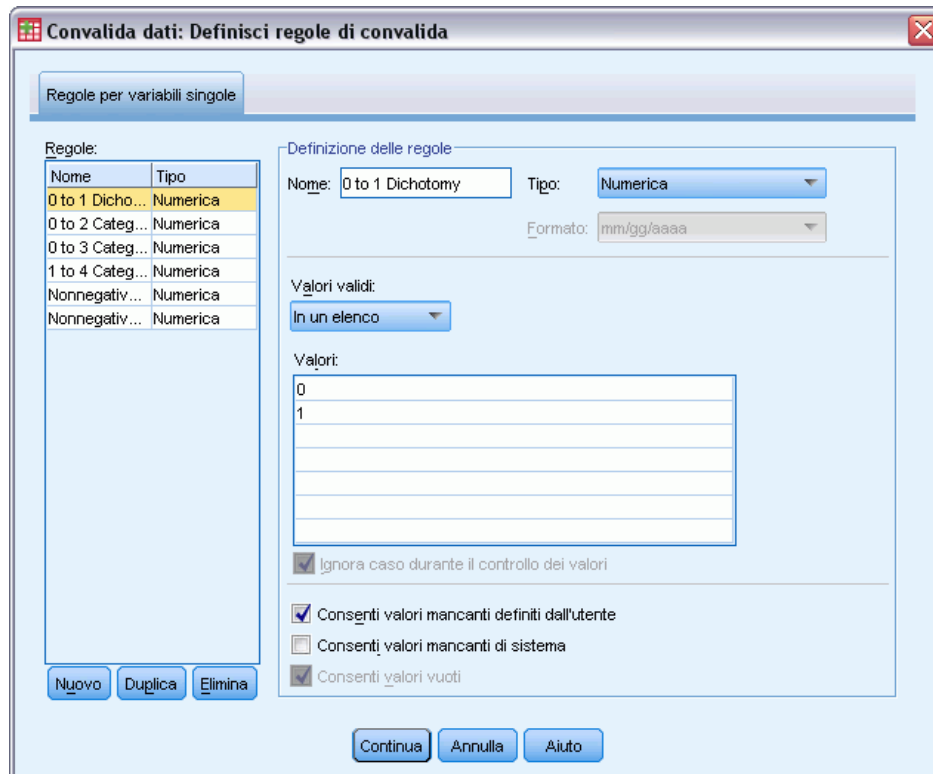 Convalida dati: Definisci regole di convalida
Regole per variabili singole
Regole:
Nome Tipo
0 to 1 Dicho... Numerica
0 to 2 Categ... Numerica
0 to 3 Categ... Numerica
1 to 4 Categ... Numerica
Nonnegativ... Numerica
Nonnegativ... Numerica
Nuovo Duplica Elimina
Definizione delle regole
Nome: 0 to 1 Dichotomy Tipo: Numerica
Formato: mm/gg/aaaa
Valori validi:
In un elenco
Valori:
0
1
Ignora caso durante il controllo dei valori
Consenti valori mancanti definiti dall'utente
Consenti valori mancanti di sistema
Consenti valori vuoti
Continua Annulla Aiuto